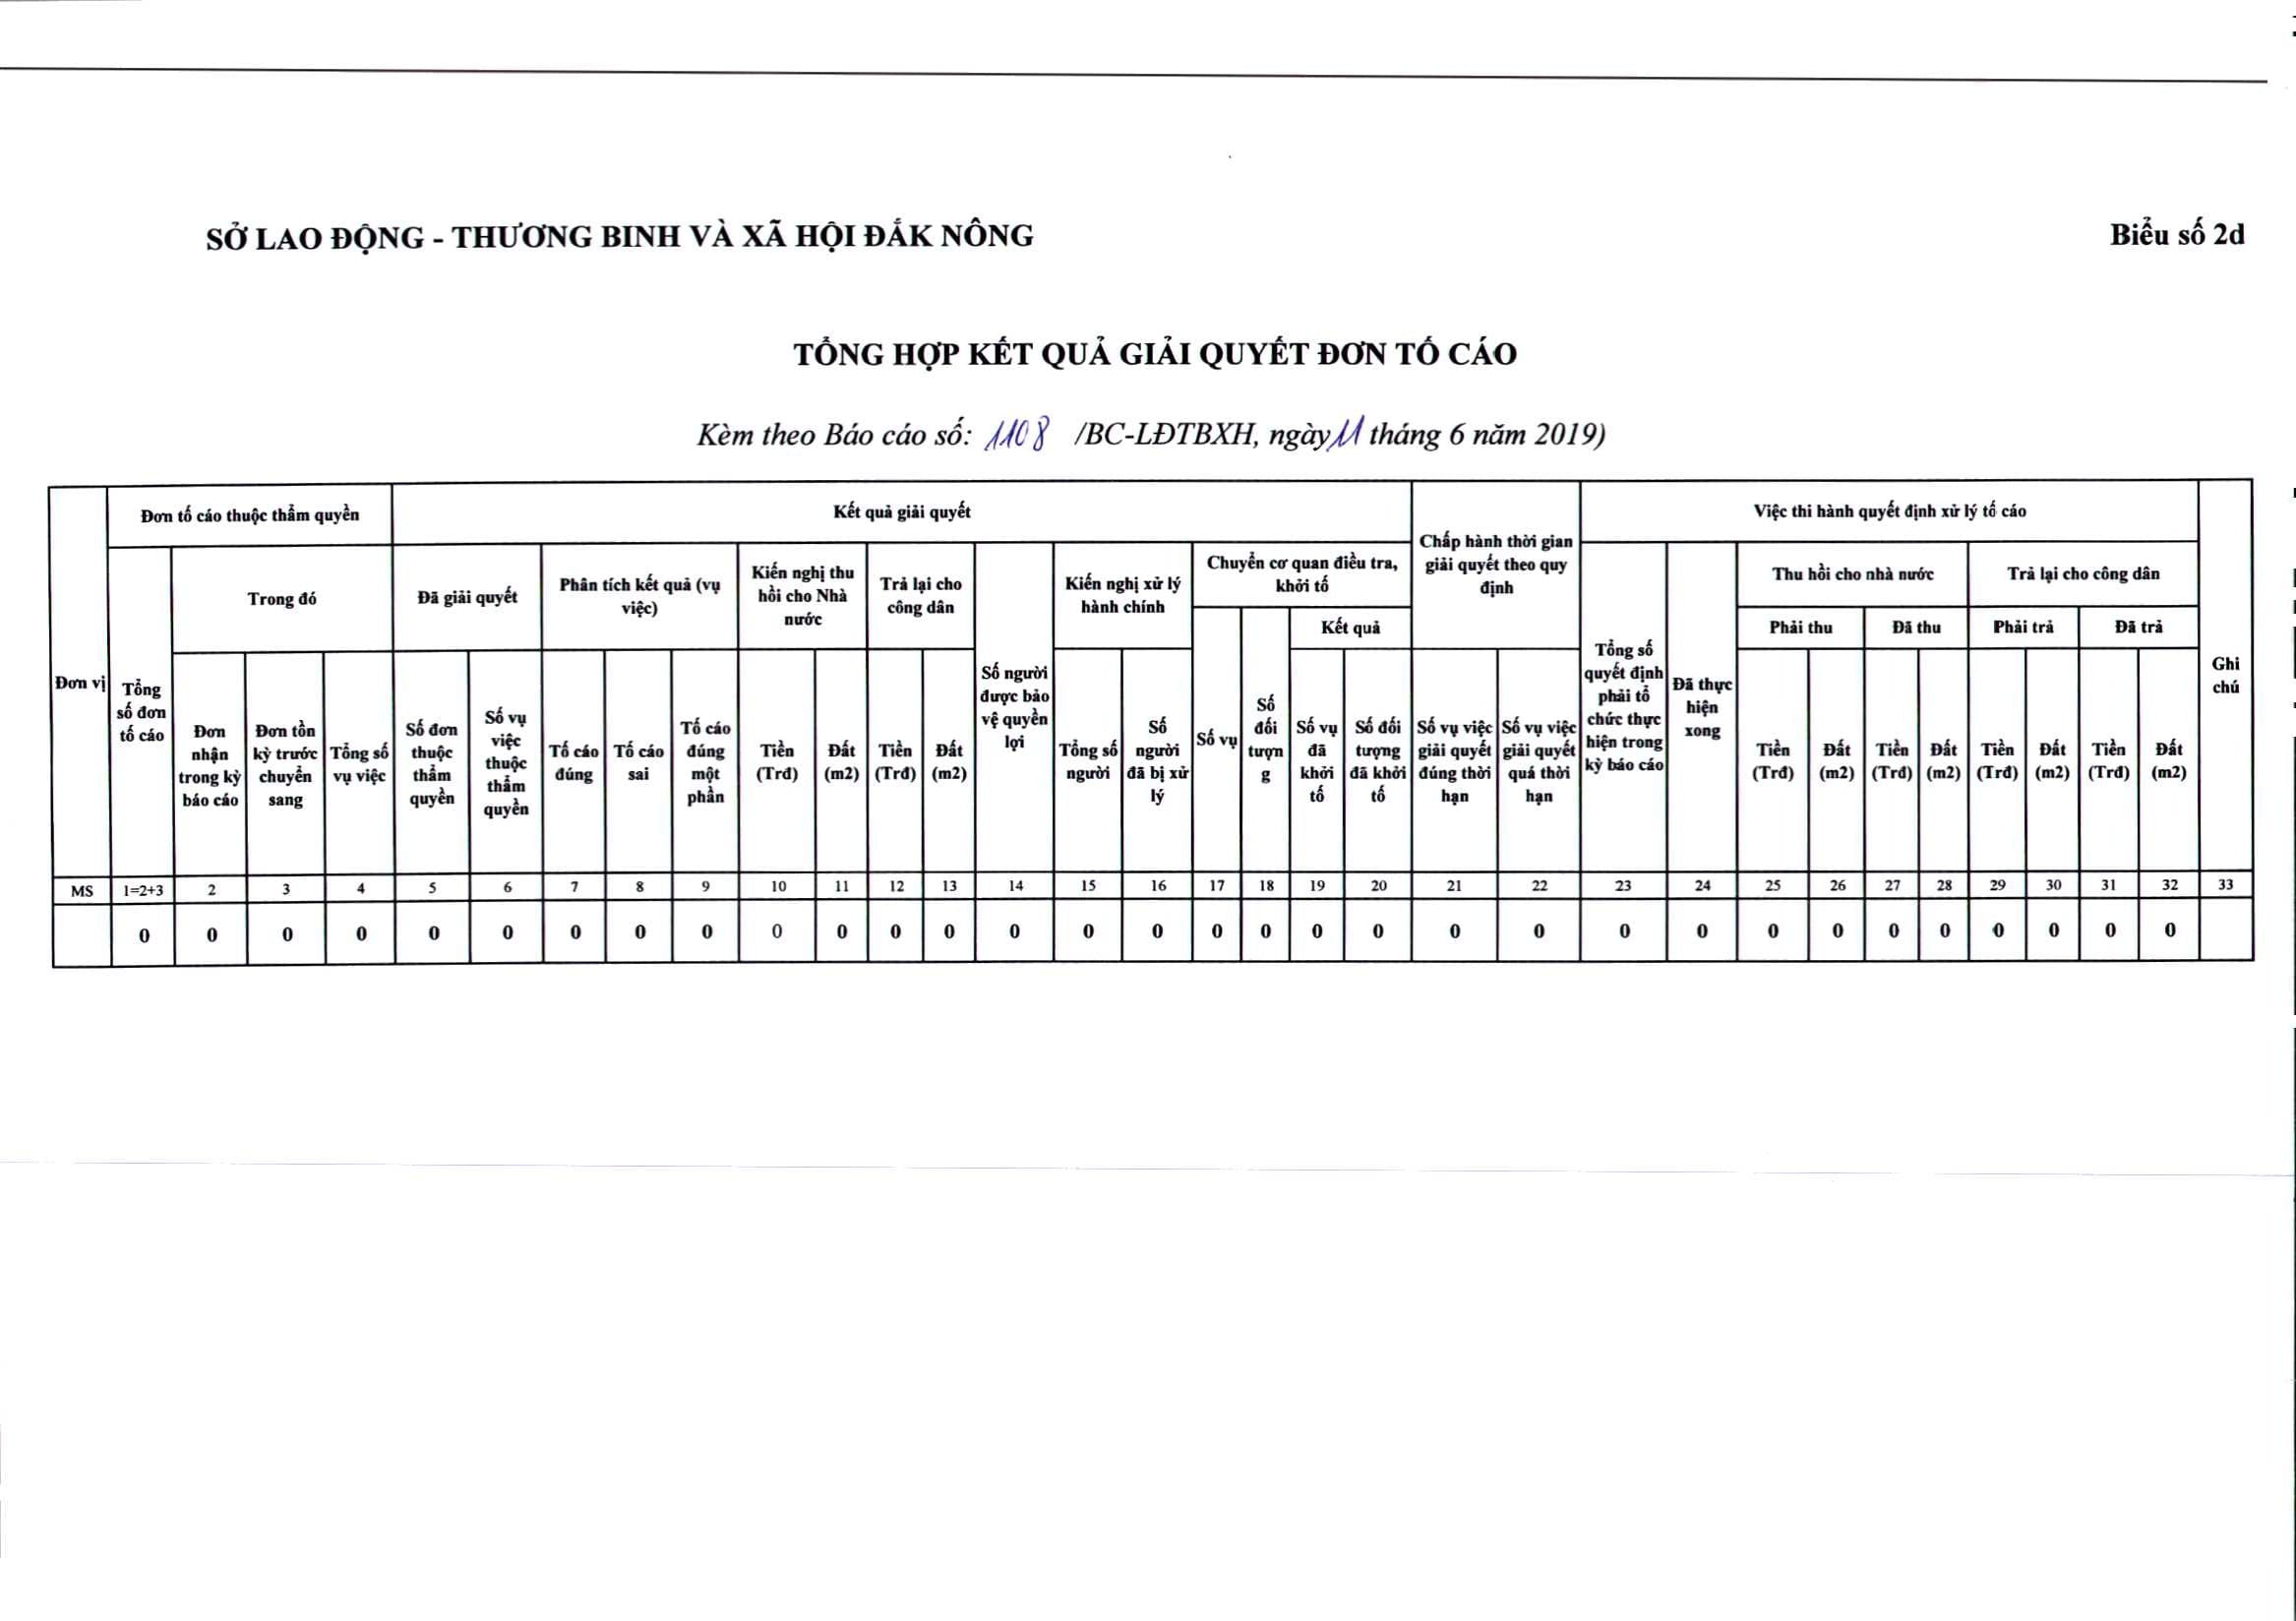 SỞ LAO ĐỘNG - THƯƠNG BINH VÀ XÃ HỘI ĐẮK NÔNG
Biểu số 2d
TỔNG HỢP KẾT QUẢ GIẢI QUYẾT ĐƠN TỐ CÁO
Kèm theo Báo cáo số: 1108 /BC-LĐTBXH, ngày 11 tháng 6 năm 2019)
Đơn vị
Đơn tố cáo thuộc thẩm quyền
Kết quả giải quyết
Chấp hành thời gian
giải quyết theo quy
định
Việc thi hành quyết định xử lý tố cáo
Ghi
chú
Tổng
số đơn
tố cáo
Trong đó
Đã giải quyết
Phân tích kết quả (vụ
việc)
Kiến nghị thu
hồi cho Nhà
nước
Trả lại cho
công dân
Số người
được bảo
vệ quyền
lợi
Kiến nghị xử lý
hành chính
Chuyển cơ quan điều tra,
khởi tố
Tổng số
quyết định
phải tổ
chức thực
hiện trong
kỳ báo cáo
Đã thực
hiện
xong
Thu hồi cho nhà nước
Trả lại cho công dân
Số vụ
Số
đối
tượn
g
Kết quả
Phải thu
Đã thu
Phải trả
Đã trả
Đơn
nhận
trong kỳ
báo cáo
Đơn tồn
kỳ trước
chuyển
sang
Tổng số
vụ việc
Số đơn
thuộc
thẩm
quyền
Số vụ
việc
thuộc
thẩm
quyền
Tố cáo
đúng
Tố cáo
sai
Tố cáo
đúng
một
phần
Tiền
(Trđ)
Đất
(m2)
Tiền
(Trđ)
Đất
(m2)
Tổng số
người
Số
người
đã bị xử
lý
Số vụ
đã
khởi
tố
Số đối
tượng
đã khởi
tố
Số vụ việc
giải quyết
đúng thời
hạn
Số vụ việc
giải quyết
quá thời
hạn
Tiền
(Trđ)
Đất
(m2)
Tiền
(Trđ)
Đất
(m2)
Tiền
(Trđ)
Đất
(m2)
Tiền
(Trđ)
Đất
(m2)
MS 1=2+3 2 3 4 5 6 7 8 9 10 11 12 13 14 15 16 17 18 19 20 21 22 23 24 25 26 27 28 29 30 31 32 33
0 0 0 0 0 0 0 0 0 0 0 0 0 0 0 0 0 0 0 0 0 0 0 0 0 0 0 0 0 0 0 0